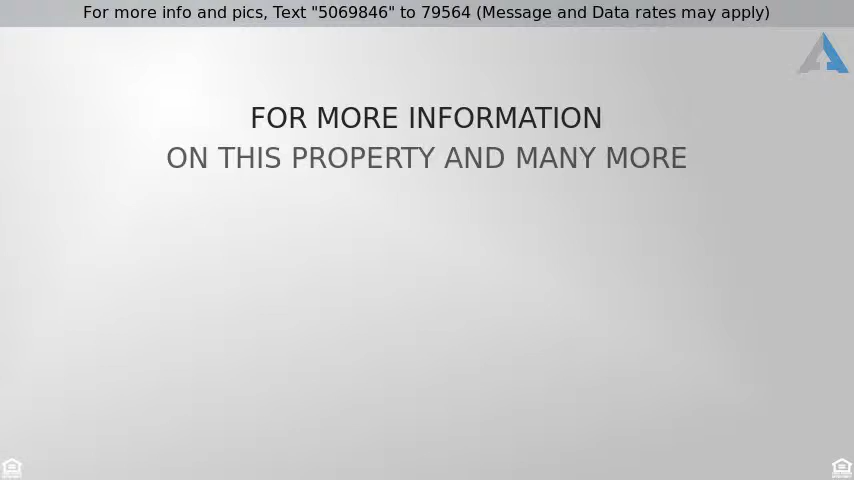 For more info and pics, Text "5069846" to 79564 (Message and Data rates may apply)
FOR MORE INFORMATION
ON THIS PROPERTY AND MANY MORE